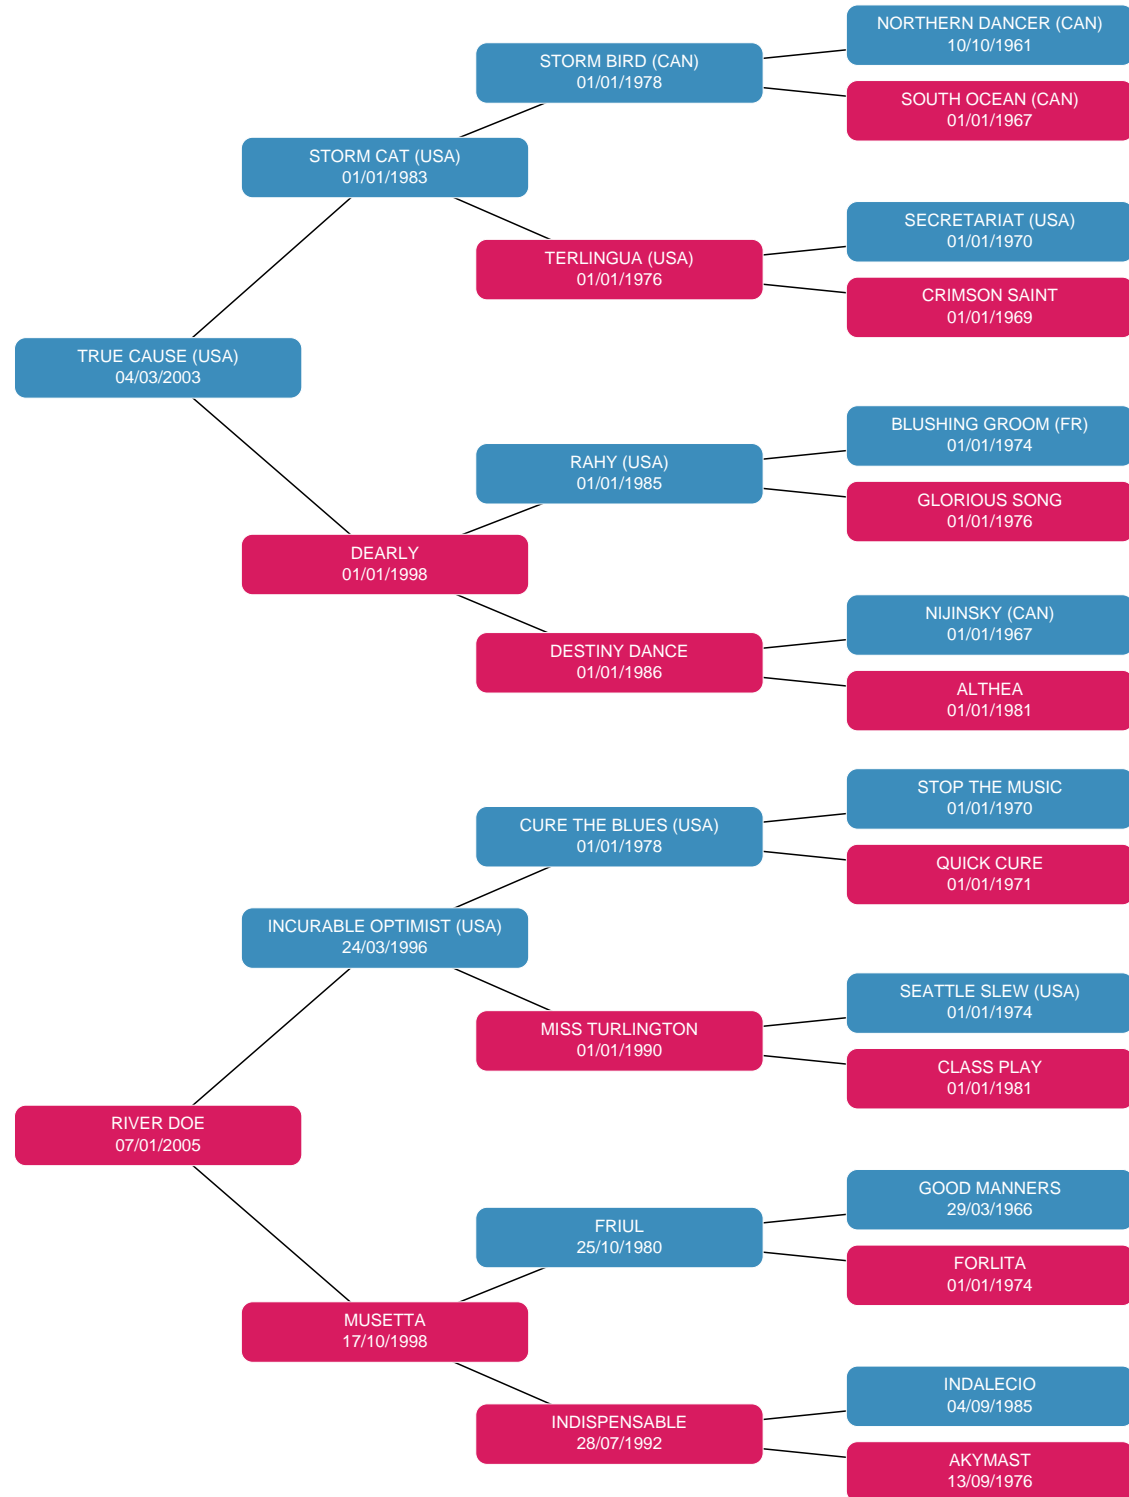 NORTHERN DANCER (CAN)
10/10/1961
STORM BIRD (CAN)
01/01/1978
SOUTH OCEAN (CAN)
01/01/1967
STORM CAT (USA)
01/01/1983
SECRETARIAT (USA)
01/01/1970
TERLINGUA (USA)
01/01/1976
CRIMSON SAINT
01/01/1969
TRUE CAUSE (USA)
04/03/2003
BLUSHING GROOM (FR)
01/01/1974
RAHY (USA)
01/01/1985
GLORIOUS SONG
01/01/1976
DEARLY
01/01/1998
NIJINSKY (CAN)
01/01/1967
DESTINY DANCE
01/01/1986
ALTHEA
01/01/1981
STOP THE MUSIC
01/01/1970
CURE THE BLUES (USA)
01/01/1978
QUICK CURE
01/01/1971
INCURABLE OPTIMIST (USA)
24/03/1996
SEATTLE SLEW (USA)
01/01/1974
MISS TURLINGTON
01/01/1990
CLASS PLAY
01/01/1981
RIVER DOE
07/01/2005
GOOD MANNERS
29/03/1966
FRIUL
25/10/1980
FORLITA
01/01/1974
MUSETTA
17/10/1998
INDALECIO
04/09/1985
INDISPENSABLE
28/07/1992
AKYMAST
13/09/1976